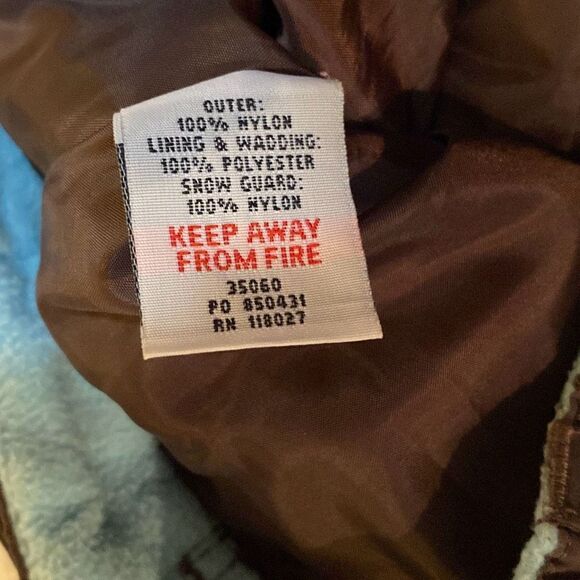 OUTER:
100% NYLON
LINING & WADDING:
100% POLYESTER
SNOW GUARD:
100% NYLON
KEEP AWAY
FROM FIRE
35060
PO 850431
RN 118027